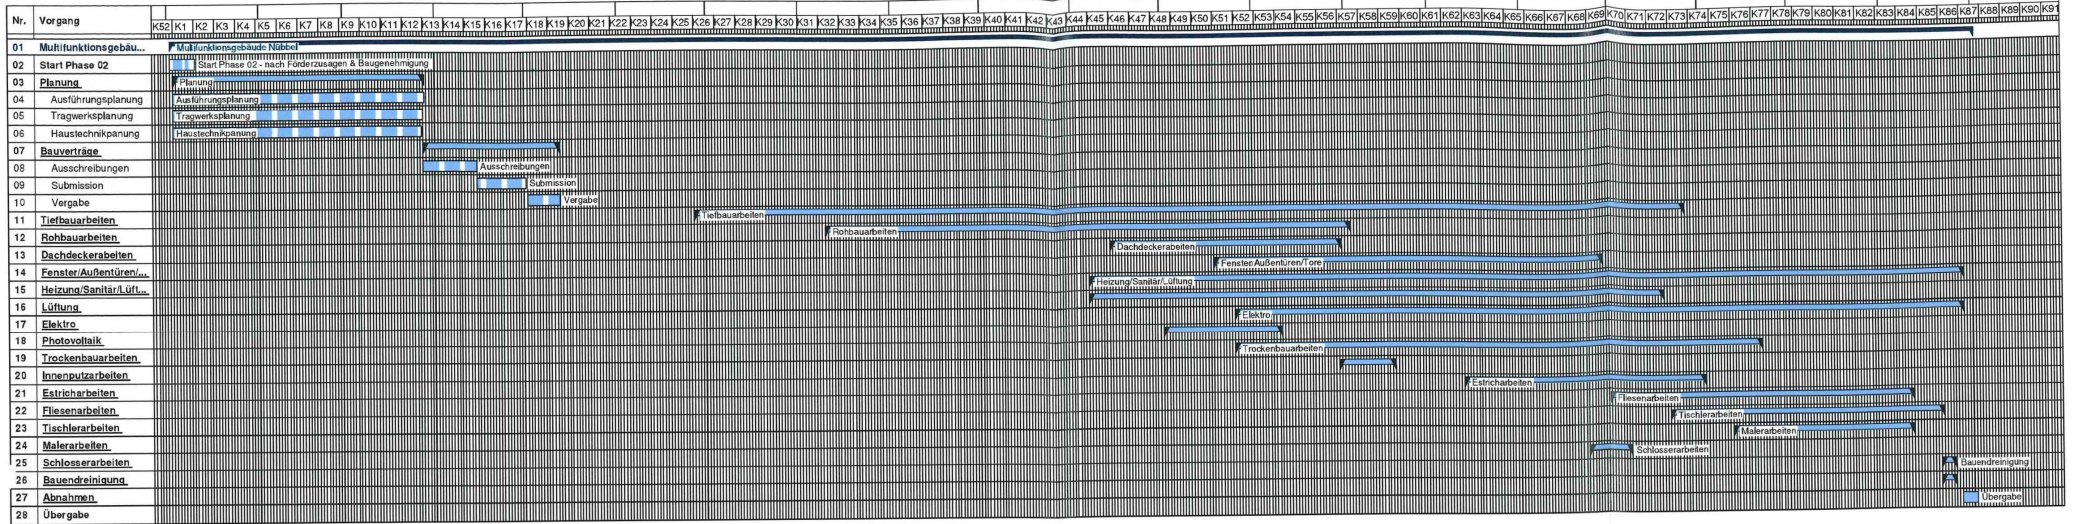 Nr. Vorgang K52 K1 K2 K3 K4 K5 K6 K7 K8 K9 K10 K11 K12 K13 K14 K15 K16 K17 K18 K19 K20 K21 K22 K23 K24 K25 K26 K27 K28 K29 K30 K31 K32 K33 K34 K35 K36 K37 K38 K39 K40 K41 K42 K43 K44 K45 K46 K47 K48 K49 K50 K51 K52 K53 K54 K55 K56 K57 K58 K59 K60 K61 K62 K63 K64 K65 K66 K67 K68 K69 K70 K71 K72 K73 K74 K75 K76 K77 K78 K79 K80 K81 K82 K83 K84 K85 K86 K87 K88 K89 K90 K91
01 Multifunktionsgebäu... Multifunktionsgebäude Nübbel
02 Start Phase 02 Start Phase 02 - nach Förderzusagen & Baugenehmigung
03 Planung Planung
04 Ausführungsplanung Ausführungsplanung
05 Tragwerksplanung Tragwerksplanung
06 Haustechnikpanung Haustechnikpanung
07 Bauverträge
08 Ausschreibungen Ausschreibungen
09 Submission Submission
10 Vergabe Vergabe
11 Tiefbauarbeiten Tiefbauarbeiten
12 Rohbauarbeiten Rohbauarbeiten
13 Dachdeckerabeiten Dachdeckerabeiten
14 Fenster/Außentüren/... Fenster/Außentüren/Tore
15 Heizung/Sanitär/Lüft... Heizung/Sanitär/Lüftung
16 Lüftung
17 Elektro Elektro
18 Photovoltaik
19 Trockenbauarbeiten Trockenbauarbeiten
20 Innenputzarbeiten
21 Estricharbeiten Estricharbeiten
22 Fliesenarbeiten Fliesenarbeiten
23 Tischlerarbeiten Tischlerarbeiten
24 Malerarbeiten Malerarbeiten
25 Schlosserarbeiten Schlosserarbeiten
26 Bauendreinigung Bauendreinigung
27 Abnahmen
28 Übergabe Übergabe